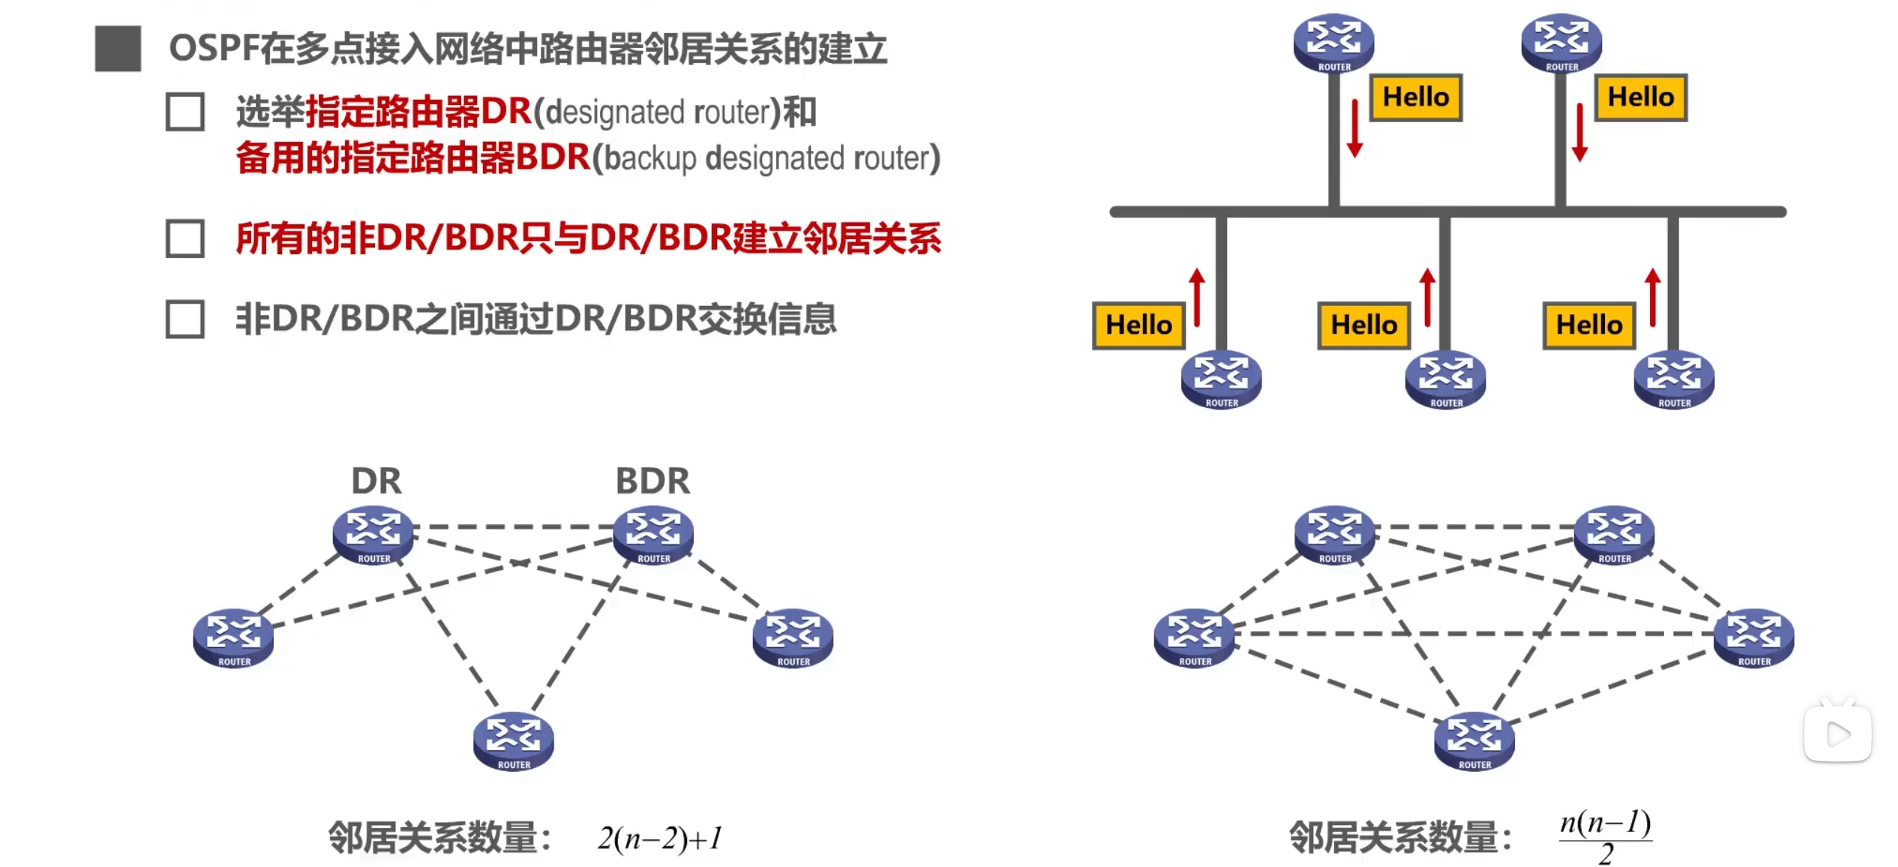 OSPF在多点接入网络中路由器邻居关系的建立
选举指定路由器DR(designated router)和
备用的指定路由器BDR(backup designated router)
所有的非DR/BDR只与DR/BDR建立邻居关系
非DR/BDR之间通过DR/BDR交换信息
ROUTER
ROUTER
Hello
Hello
Hello
Hello
Hello
ROUTER
ROUTER
ROUTER
DR
BDR
ROUTER
ROUTER
ROUTER
ROUTER
ROUTER
邻居关系数量： 2(n−2)+1
ROUTER
ROUTER
ROUTER
ROUTER
ROUTER
邻居关系数量： n(n−1)/2